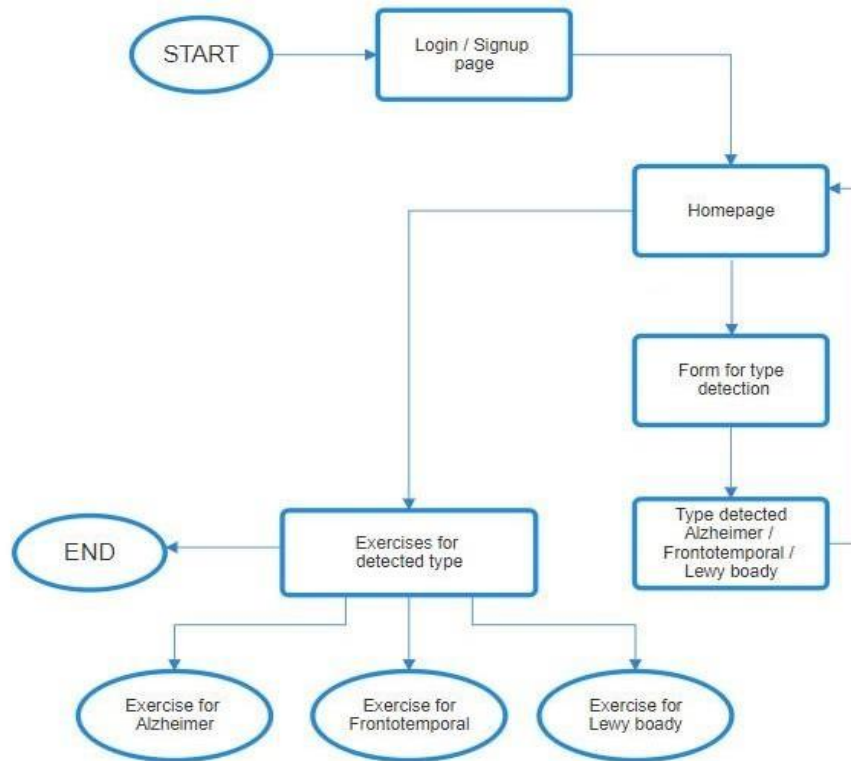 START
Login / Signup
page
Homepage
Form for type
detection
Type detected
Alzheimer /
Frontotemporal /
Lewy boady
Exercises for
detected type
END
Exercise for
Alzheimer
Exercise for
Frontotemporal
Exercise for
Lewy boady